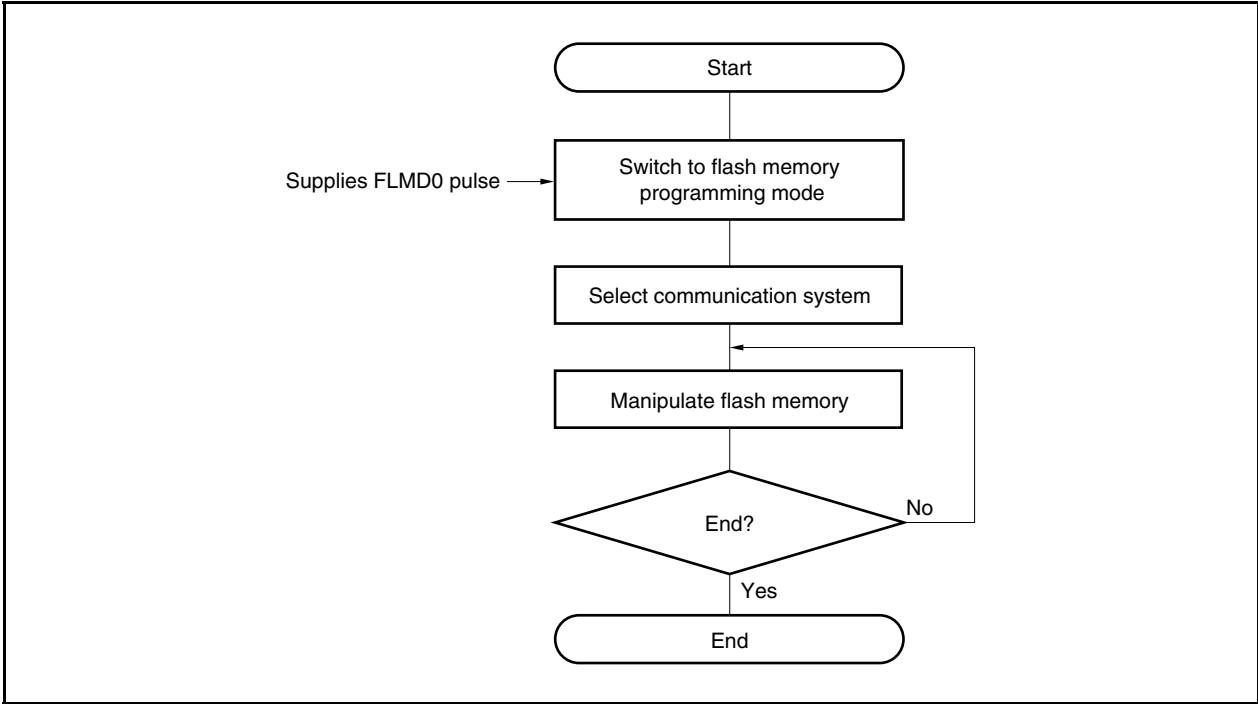 Start
Supplies FLMD0 pulse
Switch to flash memory
programming mode
Select communication system
Manipulate flash memory
End?
No
Yes
End